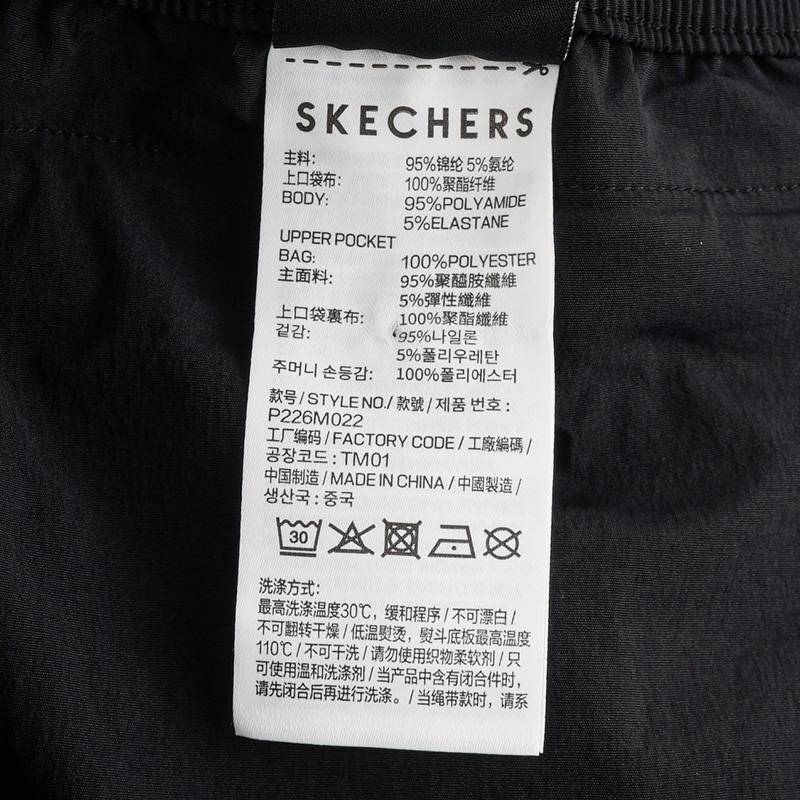 SKECHERS
主料: 95%锦纶 5%氨纶
上口袋布: 100%聚酯纤维
BODY: 95%POLYAMIDE
5%ELASTANE
UPPER POCKET
BAG: 100%POLYESTER
主面料: 95%聚醯胺纖維
5%彈性纖維
上口袋裏布: 100%聚酯纖維
겉감: 95%나일론
5%폴리우레탄
주머니 손등감: 100%폴리에스터
款号 / STYLE NO./ 款號 / 제품 번호 :
P226M022
工厂编码 / FACTORY CODE / 工廠編碼 /
공장코드 : TM01
中国制造 / MADE IN CHINA / 中國製造 /
생산국 : 중국
30
洗涤方式:
最高洗涤温度30℃, 缓和程序 / 不可漂白 /
不可翻转干燥 / 低温熨烫, 熨斗底板最高温度
110℃ / 不可干洗 / 请勿使用织物柔软剂 / 只
可使用温和洗涤剂 / 当产品中含有闭合件时,
请先闭合后再进行洗涤。/ 当绳带款时, 请系